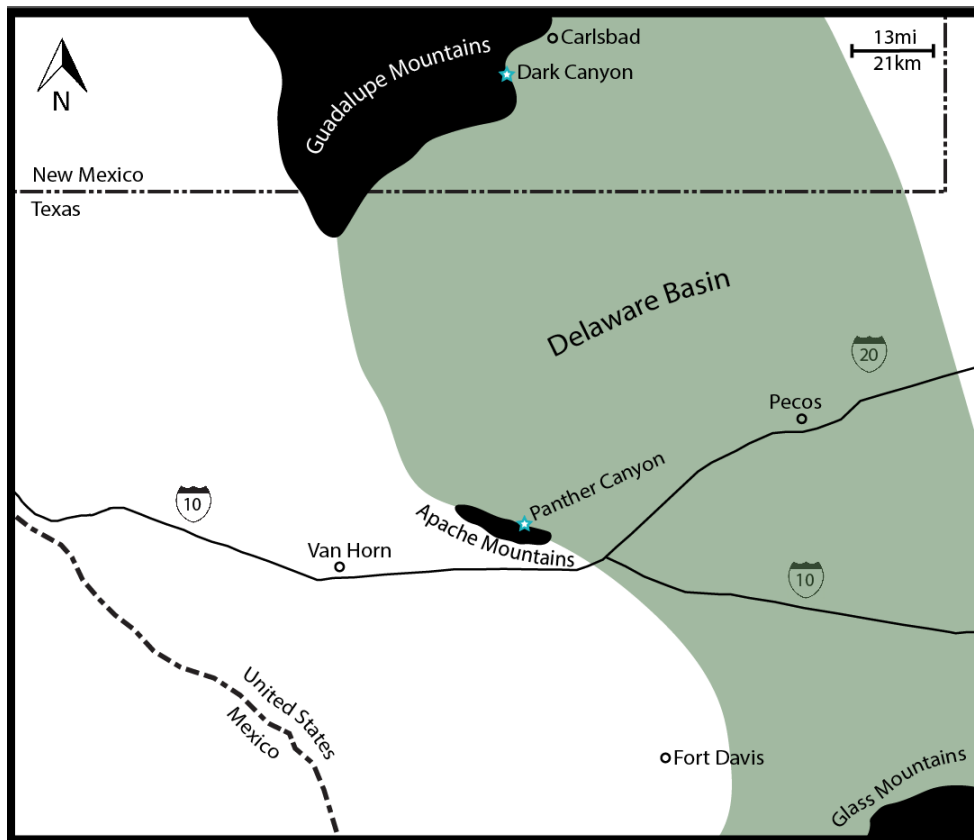 Carlsbad
13mi
21km
Guadalupe Mountains
Dark Canyon
N
New Mexico
Texas
Delaware Basin
20
Pecos
Panther Canyon
10
Apache Mountains
Van Horn
10
United States
Mexico
Fort Davis
Glass Mountains